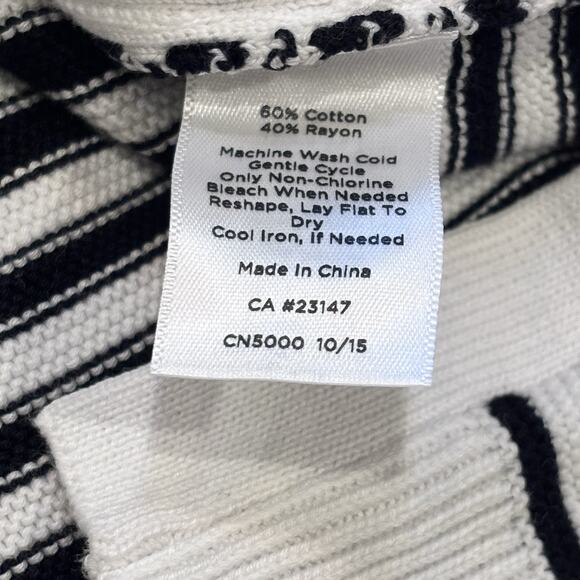 60% Cotton
40% Rayon
Machine Wash Cold
Gentle Cycle
Only Non-Chlorine
Bleach When Needed
Reshape, Lay Flat To
Dry
Cool Iron, If Needed
Made In China
CA #23147
CN5000 10/15